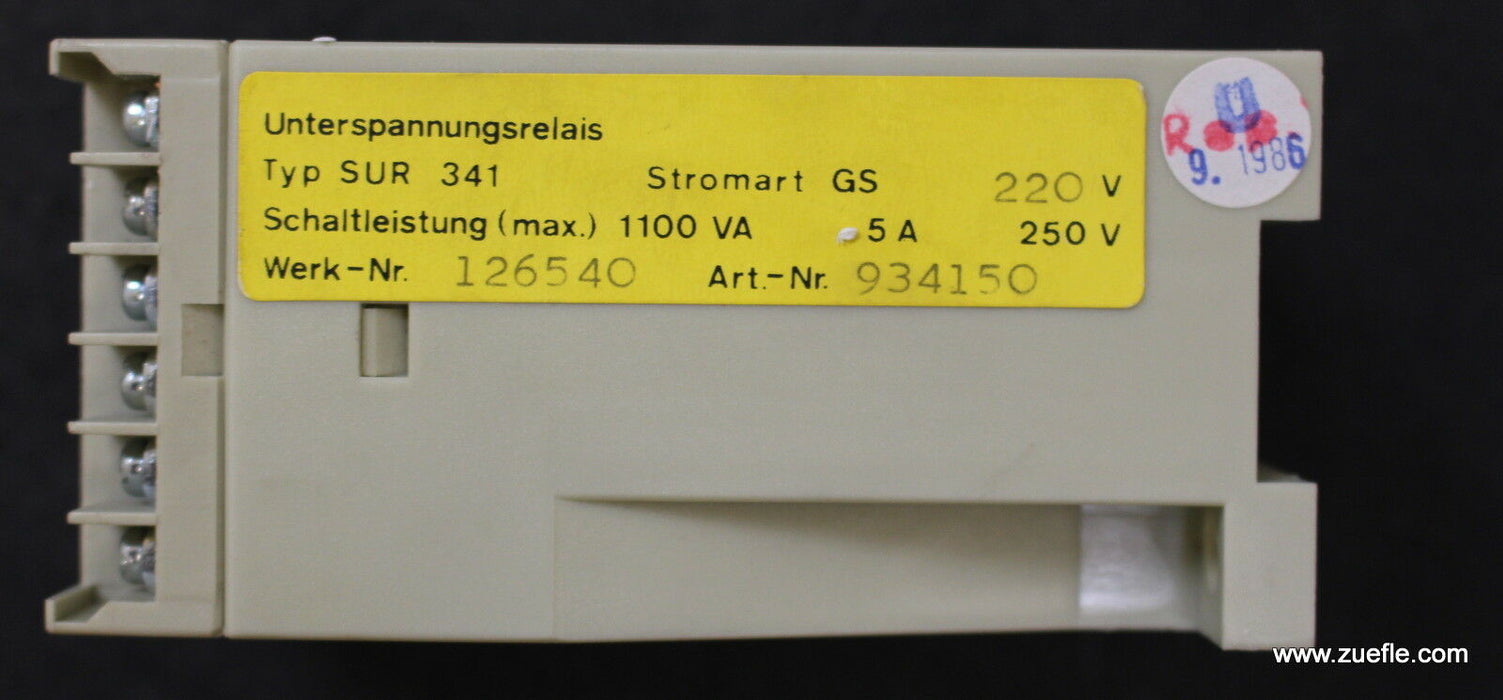 Unterspannungsrelais
Typ SUR 341 Stromart GS 220 V
Schaltleistung (max.) 1100 VA 5 A 250 V
Werk-Nr. 126540 Art.-Nr. 934150
R
9. 1986
www.zuefle.com